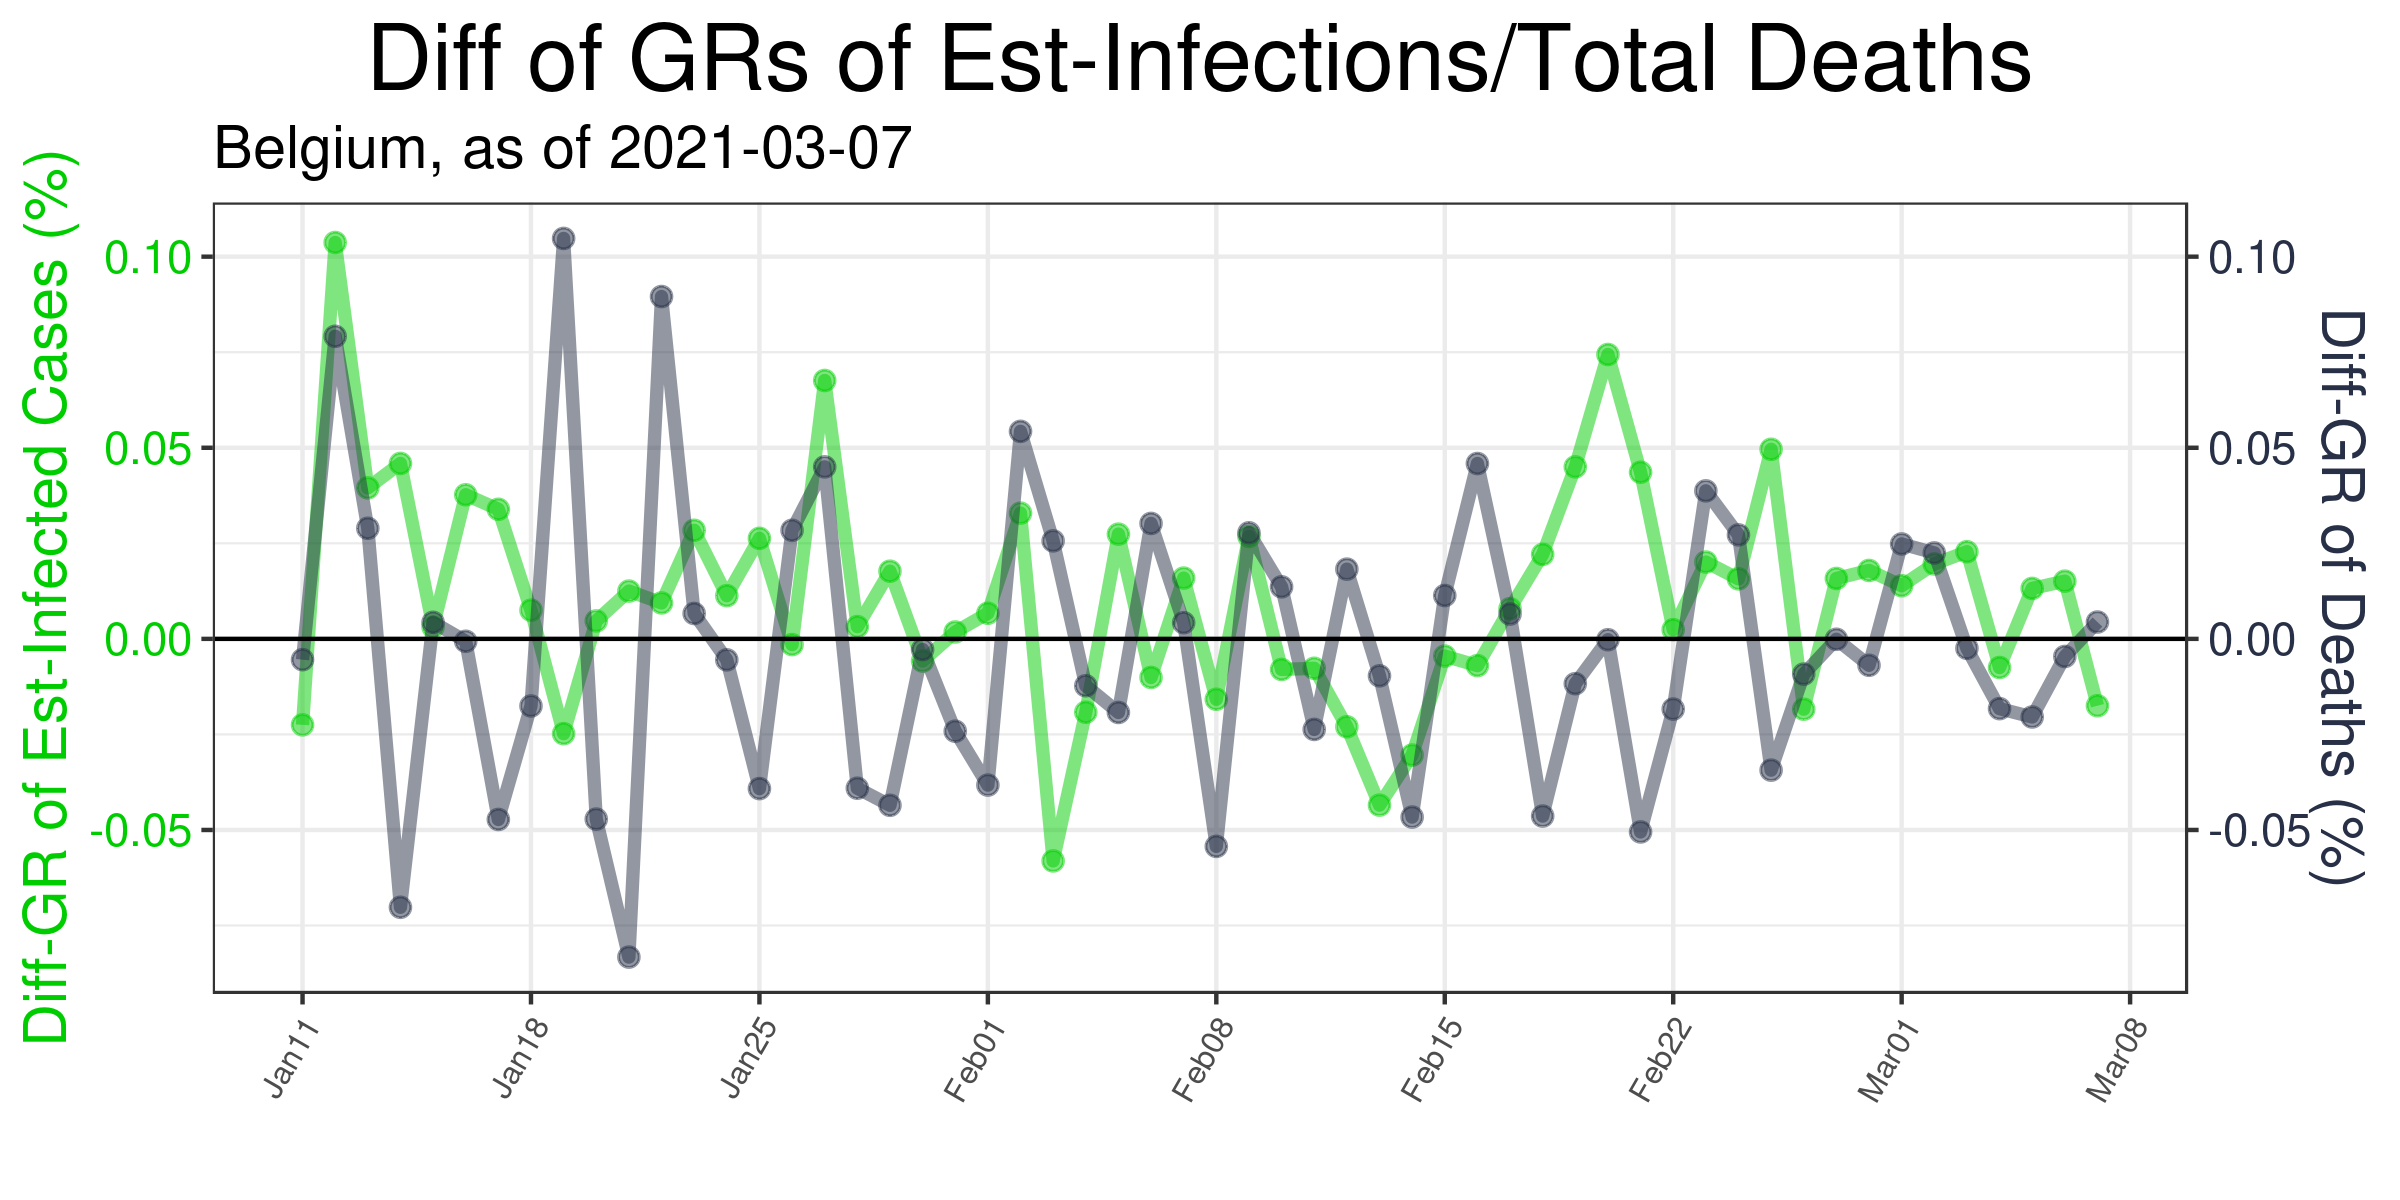 Diff of GRs of Est-Infections/Total Deaths
Belgium, as of 2021-03-07
Diff-GR of Est-Infected Cases (%)
0.10
0.05
0.00
-0.05
0.10
0.05
0.00
-0.05
Diff-GR of Deaths (%)
Jan11
Jan18
Jan25
Feb01
Feb08
Feb15
Feb22
Mar01
Mar08